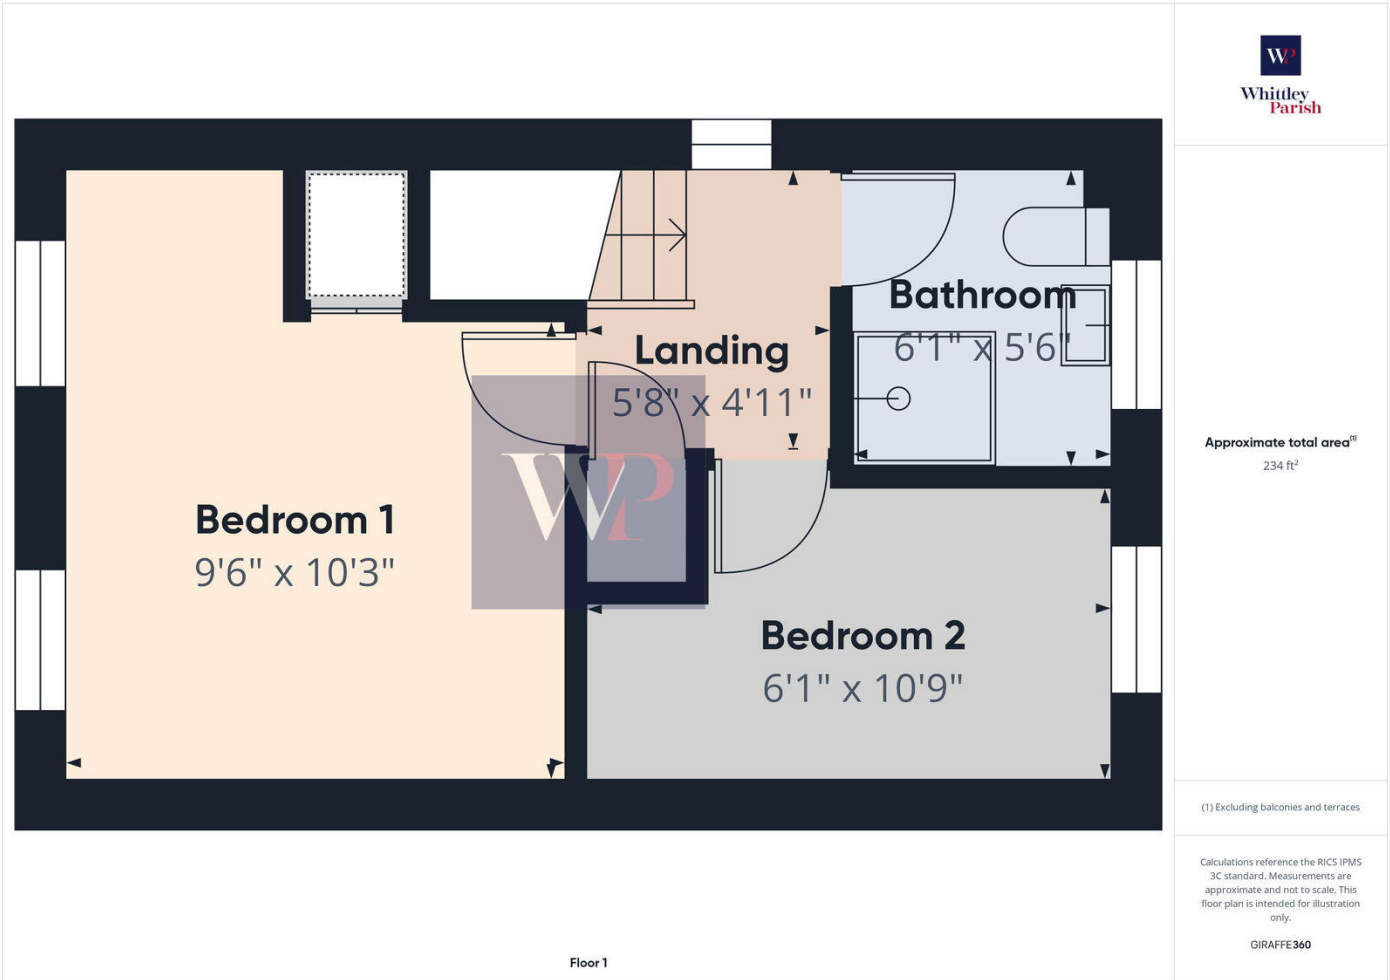 WP
Whittley
Parish
Bathroom
6'1" x 5'6"
Landing
5'8" x 4'11"
WP
Bedroom 1
9'6" x 10'3"
Bedroom 2
6'1" x 10'9"
Approximate total area(1)
234 ft²
(1) Excluding balconies and terraces
Calculations reference the RICS IPMS
3C standard. Measurements are
approximate and not to scale. This
floor plan is intended for illustration
only.
GIRAFFE360
Floor 1